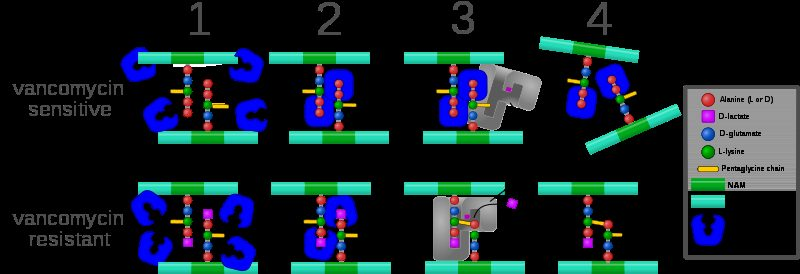 1 2 3 4
vancomycin
sensitive
vancomycin
resistant
Alanine (L or D)
D-lactate
D-glutamate
L-lysine
Pentaglycine chain
NAM